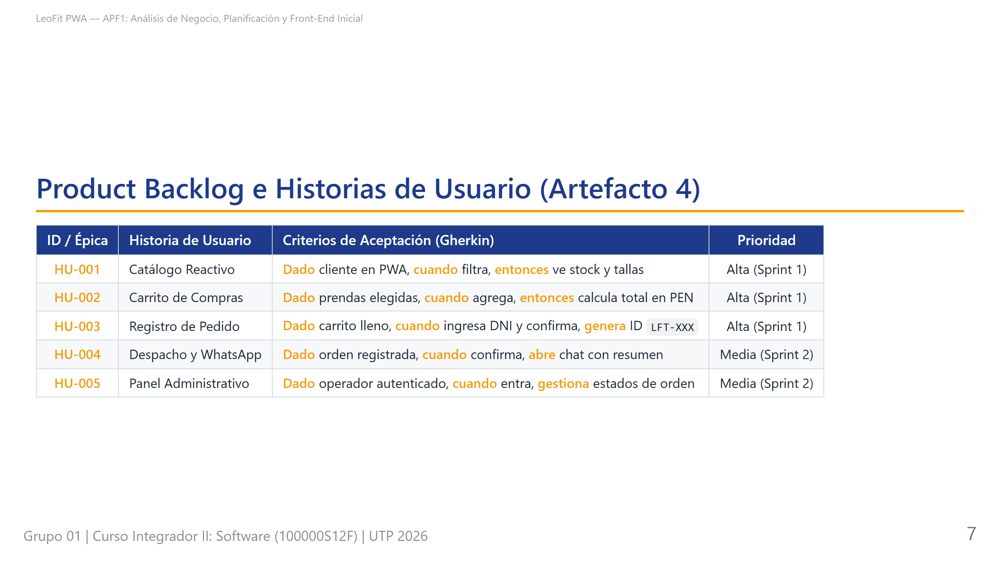 LeoFit PWA — APF1: Análisis de Negocio, Planificación y Front-End Inicial
Product Backlog e Historias de Usuario (Artefacto 4)
ID / Épica Historia de Usuario Criterios de Aceptación (Gherkin) Prioridad
HU-001 Catálogo Reactivo Dado cliente en PWA, cuando filtra, entonces ve stock y tallas Alta (Sprint 1)
HU-002 Carrito de Compras Dado prendas elegidas, cuando agrega, entonces calcula total en PEN Alta (Sprint 1)
HU-003 Registro de Pedido Dado carrito lleno, cuando ingresa DNI y confirma, genera ID LFT-XXX Alta (Sprint 1)
HU-004 Despacho y WhatsApp Dado orden registrada, cuando confirma, abre chat con resumen Media (Sprint 2)
HU-005 Panel Administrativo Dado operador autenticado, cuando entra, gestiona estados de orden Media (Sprint 2)
Grupo 01 | Curso Integrador II: Software (100000S12F) | UTP 2026
7